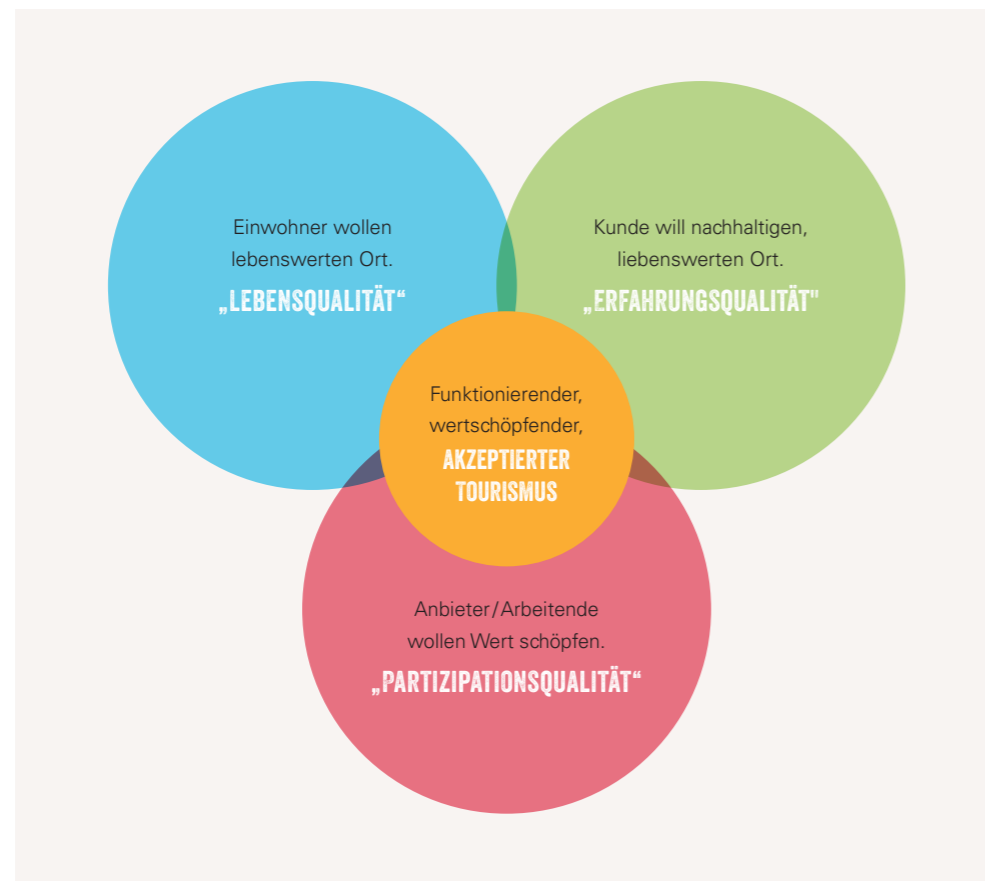 Einwohner wollen
lebenswerten Ort.
„LEBENSQUALITÄT“
Kunde will nachhaltigen,
liebenswerten Ort.
„ERFAHRUNGSQUALITÄT"
Funktionierender,
wertschöpfender,
AKZEPTIERTER
TOURISMUS
Anbieter/Arbeitende
wollen Wert schöpfen.
„PARTIZIPATIONSQUALITÄT“